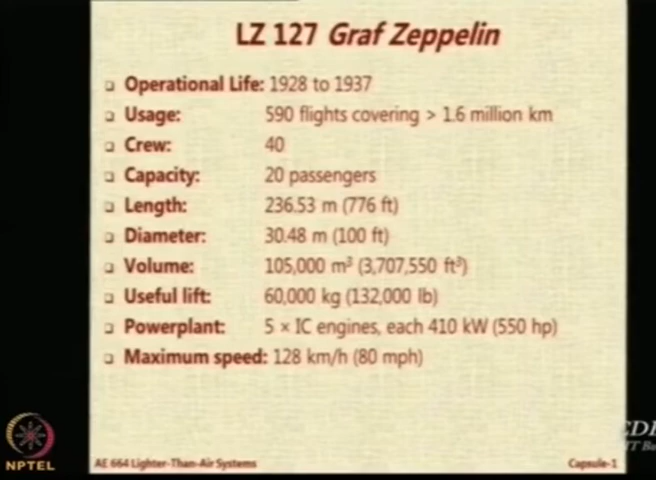 LZ 127 Graf Zeppelin
Operational Life: 1928 to 1937
Usage: 590 flights covering > 1.6 million km
Crew: 40
Capacity: 20 passengers
Length: 236.53 m (776 ft)
Diameter: 30.48 m (100 ft)
Volume: 105,000 m³ (3,707,550 ft³)
Useful lift: 60,000 kg (132,000 lb)
Powerplant: 5 × IC engines, each 410 kW (550 hp)
Maximum speed: 128 km/h (80 mph)
NPTEL
AE 664 Lighter-Than-Air Systems
Capsule-1